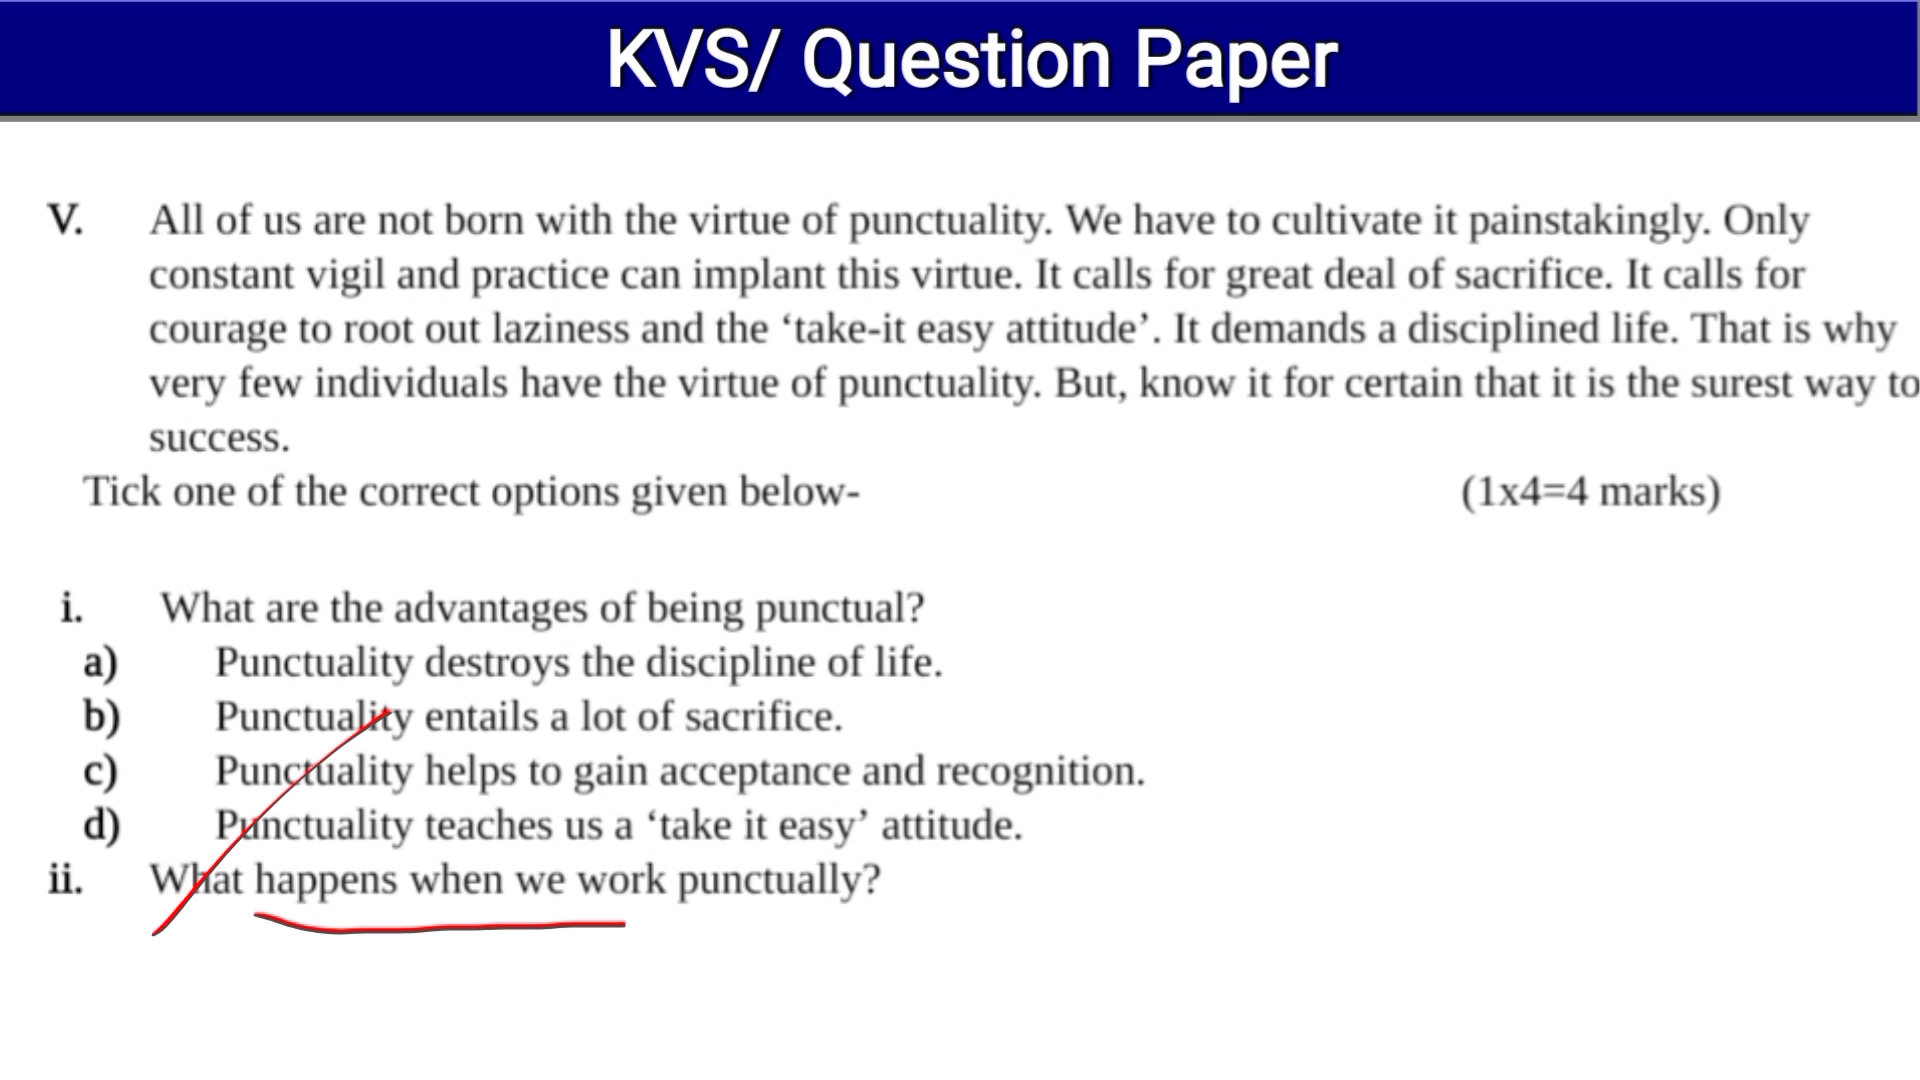 KVS/ Question Paper
V. All of us are not born with the virtue of punctuality. We have to cultivate it painstakingly. Only
constant vigil and practice can implant this virtue. It calls for great deal of sacrifice. It calls for
courage to root out laziness and the ‘take-it easy attitude’. It demands a disciplined life. That is why
very few individuals have the virtue of punctuality. But, know it for certain that it is the surest way to
success.
Tick one of the correct options given below- (1x4=4 marks)
i. What are the advantages of being punctual?
a) Punctuality destroys the discipline of life.
b) Punctuality entails a lot of sacrifice.
c) Punctuality helps to gain acceptance and recognition.
d) Punctuality teaches us a ‘take it easy’ attitude.
ii. What happens when we work punctually?